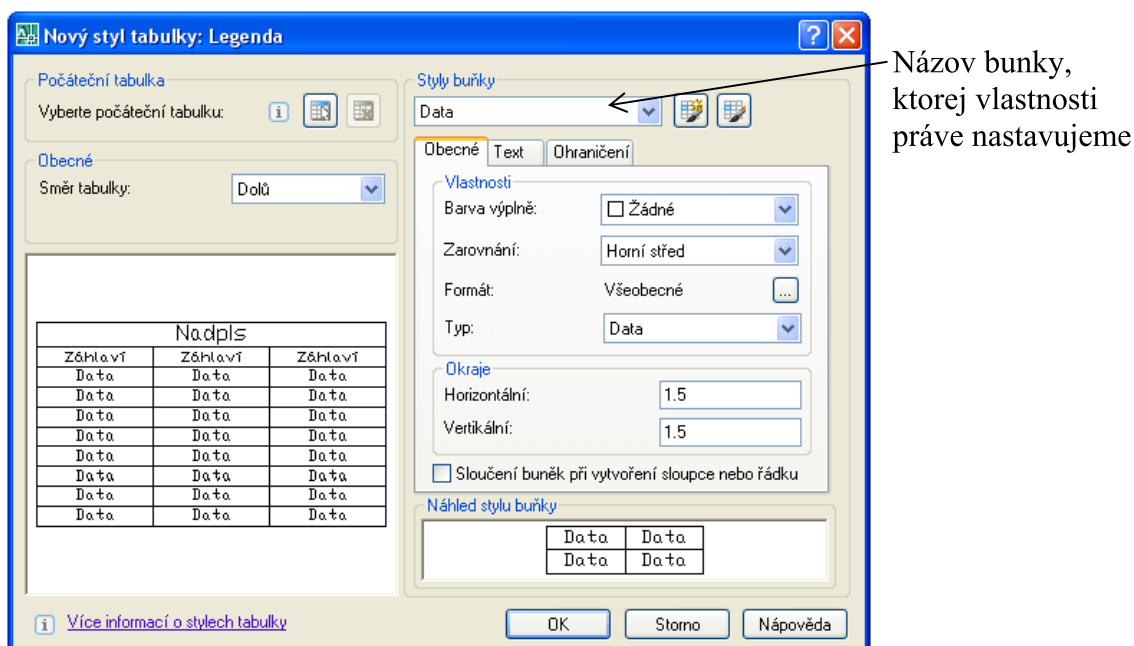 Nový styl tabulky: Legenda
Počáteční tabulka
Vyberte počáteční tabulku:
Obecné
Směr tabulky: Dolů
Nadpis
Záhlaví Záhlaví Záhlaví
Data Data Data
Data Data Data
Data Data Data
Data Data Data
Data Data Data
Data Data Data
Data Data Data
Data Data Data
Více informací o stylech tabulky
Styly buňky
Data
Obecné Text Ohraničení
Vlastnosti
Barva výplně: Žádné
Zarovnání: Horní střed
Formát: Všeobecné ...
Typ: Data
Okraje
Horizontální: 1.5
Vertikální: 1.5
Sloučení buněk při vytvoření sloupce nebo řádku
Náhled stylu buňky
Data Data
Data Data
OK Storno Nápověda
Názov bunky,
ktorej vlastnosti
práve nastavujeme